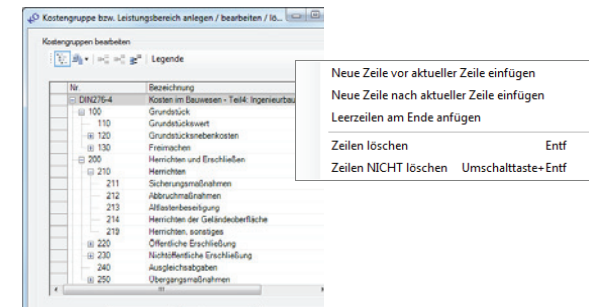 Kostengruppe bzw. Leistungsbereich anlegen / bearbeiten / lö...
Kostengruppen bearbeiten
Legende
Nr. Bezeichnung
DIN276-4 Kosten im Bauwesen - Teil4: Ingenieurbau
100 Grundstück
110 Grundstückswert
120 Grundstücksnebenkosten
130 Freimachen
200 Herrichten und Erschließen
210 Herrichten
211 Sicherungsmaßnahmen
212 Abbruchmaßnahmen
213 Altlastenbeseitigung
214 Herrichten der Geländeoberfläche
219 Herrichten, sonstiges
220 Öffentliche Erschließung
230 Nichtöffentliche Erschließung
240 Ausgleichsabgaben
250 Übergangsmaßnahmen
Neue Zeile vor aktueller Zeile einfügen
Neue Zeile nach aktueller Zeile einfügen
Leerzeilen am Ende anfügen
Zeilen löschen Entf
Zeilen NICHT löschen Umschalttaste+Entf